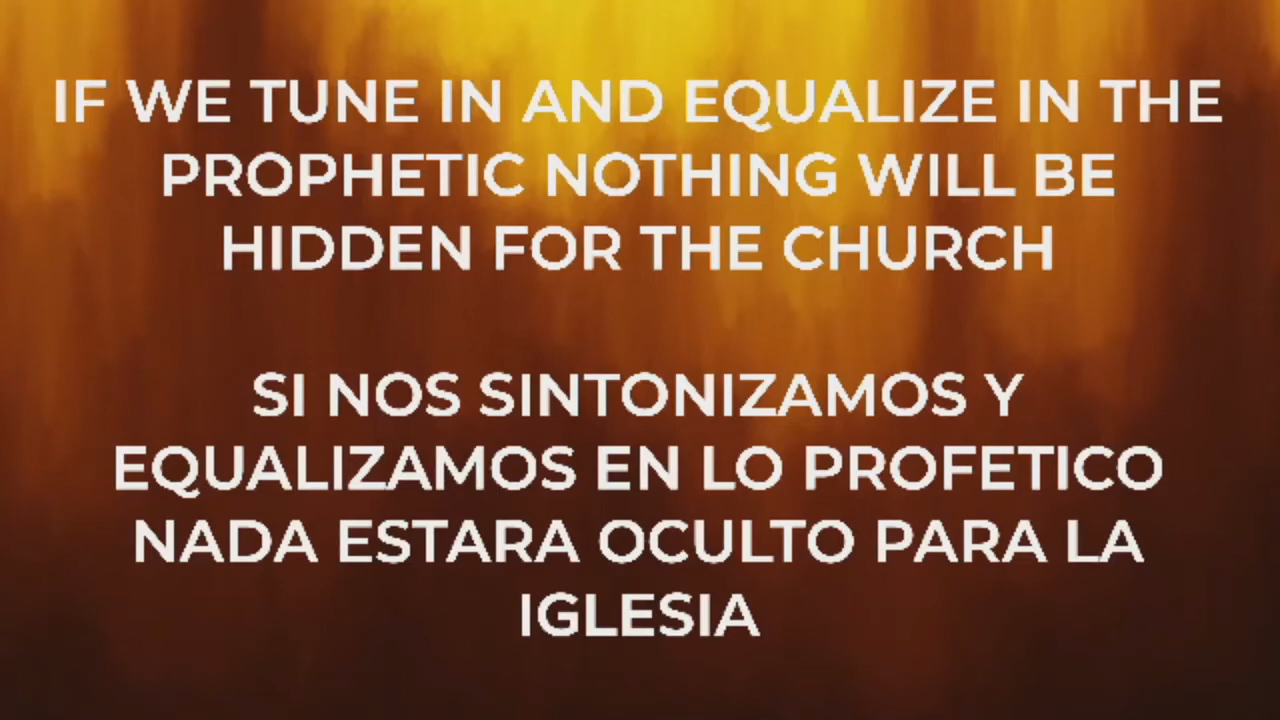 IF WE TUNE IN AND EQUALIZE IN THE
PROPHETIC NOTHING WILL BE
HIDDEN FOR THE CHURCH
SI NOS SINTONIZAMOS Y
EQUALIZAMOS EN LO PROFETICO
NADA ESTARA OCULTO PARA LA
IGLESIA